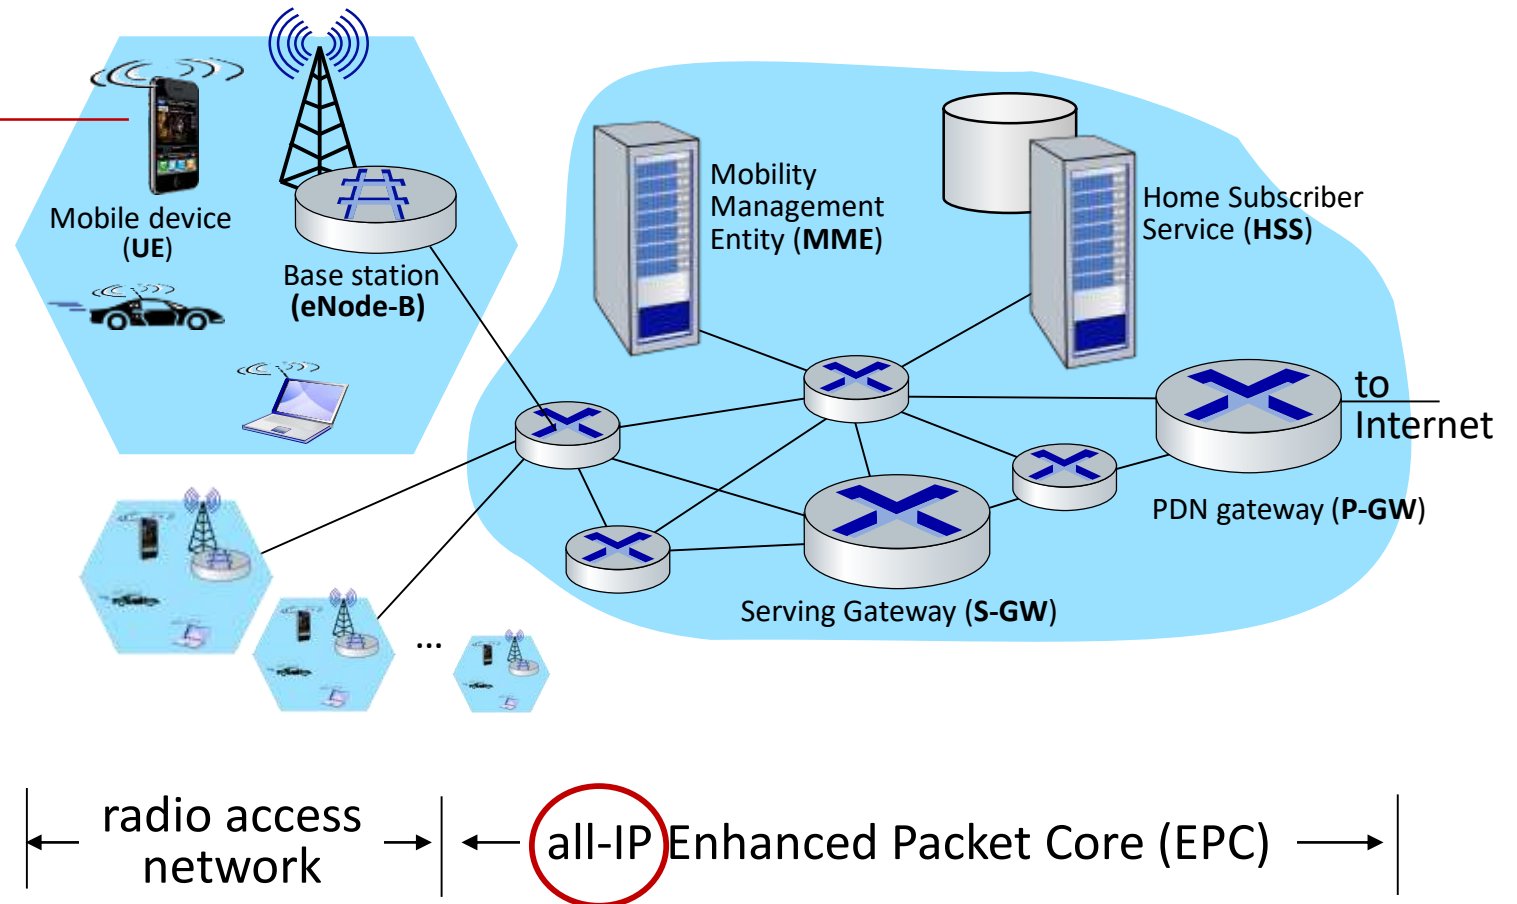 Mobile device
(UE)
Base station
(eNode-B)
Mobility
Management
Entity (MME)
Home Subscriber
Service (HSS)
to
Internet
PDN gateway (P-GW)
Serving Gateway (S-GW)
...
radio access
network
all-IP Enhanced Packet Core (EPC)